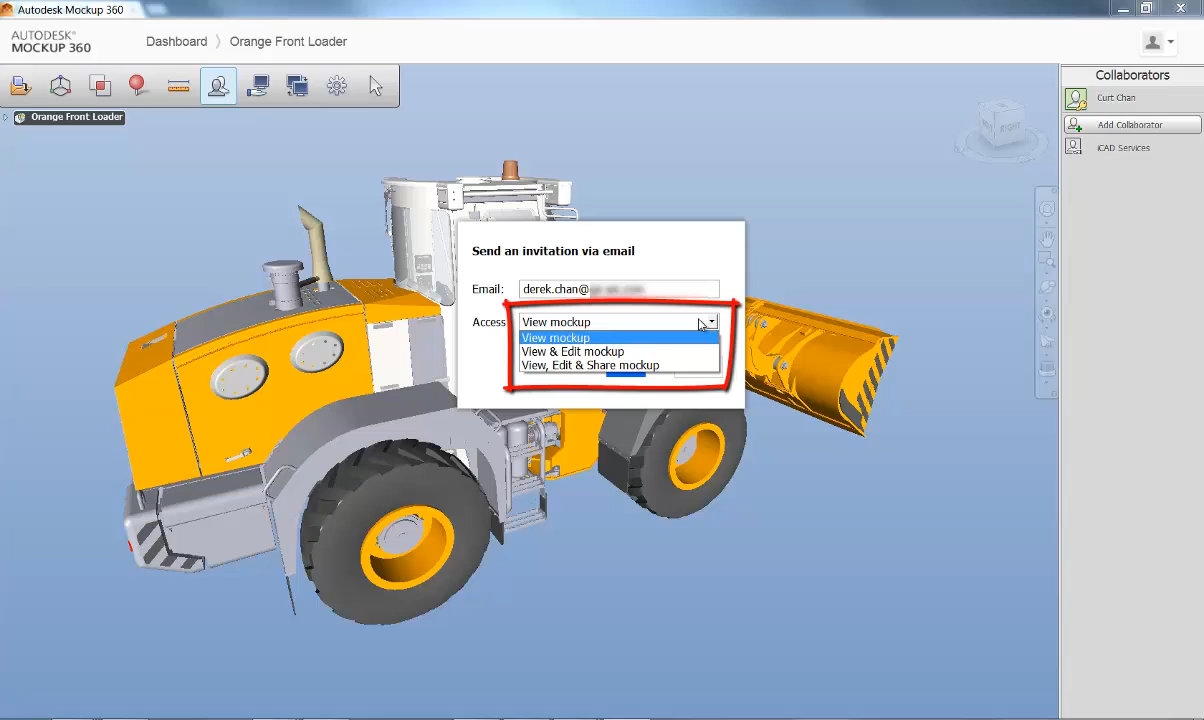 Autodesk Mockup 360
AUTODESK®
MOCKUP 360
Dashboard
Orange Front Loader
Collaborators
Curt Chan
Add Collaborator
iCAD Services
Orange Front Loader
RIGHT
Send an invitation via email
Email: derek.chan@
Access View mockup
View mockup
View & Edit mockup
View, Edit & Share mockup